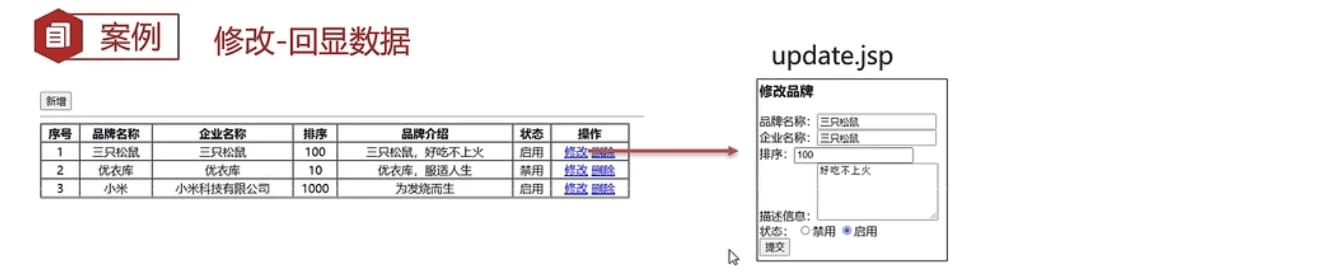 案例 修改-回显数据
新增
序号 品牌名称 企业名称 排序 品牌介绍 状态 操作
1 三只松鼠 三只松鼠 100 三只松鼠，好吃不上火 启用 修改 删除
2 优衣库 优衣库 10 优衣库，服适人生 禁用 修改 删除
3 小米 小米科技有限公司 1000 为发烧而生 启用 修改 删除
update.jsp
修改品牌
品牌名称： 三只松鼠
企业名称： 三只松鼠
排序： 100
好吃不上火
描述信息：
状态： 禁用 启用
提交